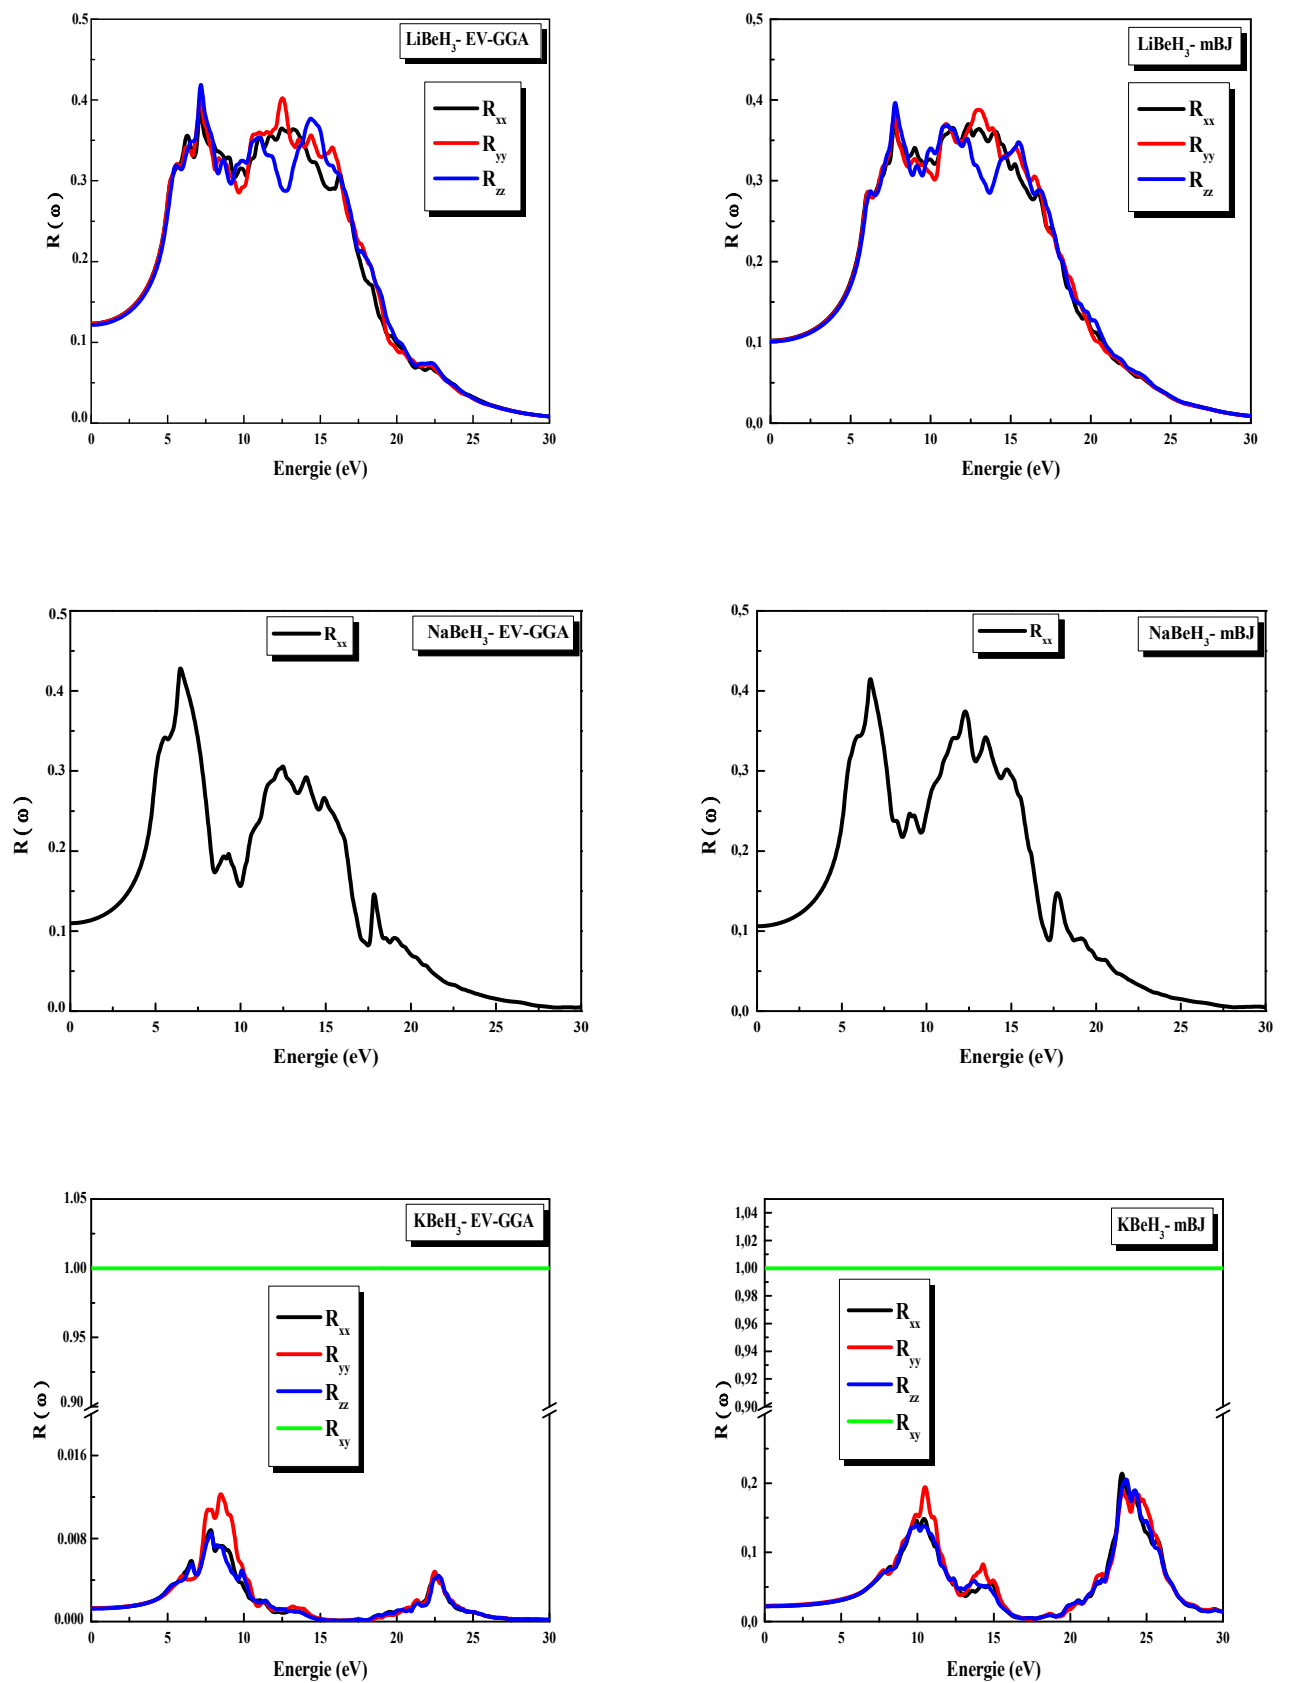 LiBeH3- EV-GGA
Rxx
Ryy
Rzz
0.5
0.4
0.3
0.2
0.1
0.0
R ( ω )
0 5 10 15 20 25 30
Energie (eV)
LiBeH3- mBJ
Rxx
Ryy
Rzz
0,5
0,4
0,3
0,2
0,1
0,0
R ( ω )
0 5 10 15 20 25 30
Energie (eV)
NaBeH3- EV-GGA
Rxx
0.5
0.4
0.3
0.2
0.1
0.0
R ( ω )
0 5 10 15 20 25 30
Energie (eV)
NaBeH3- mBJ
Rxx
0,5
0,4
0,3
0,2
0,1
0,0
R ( ω )
0 5 10 15 20 25 30
Energie (eV)
KBeH3- EV-GGA
Rxx
Ryy
Rzz
Rxy
1.05
1.00
0.95
0.90
0.016
0.008
0.000
R ( ω )
0 5 10 15 20 25 30
Energie (eV)
KBeH3- mBJ
Rxx
Ryy
Rzz
Rxy
1,04
1,02
1,00
0,98
0,96
0,94
0,92
0,90
0,2
0,1
0,0
R ( ω )
0 5 10 15 20 25 30
Energie (eV)